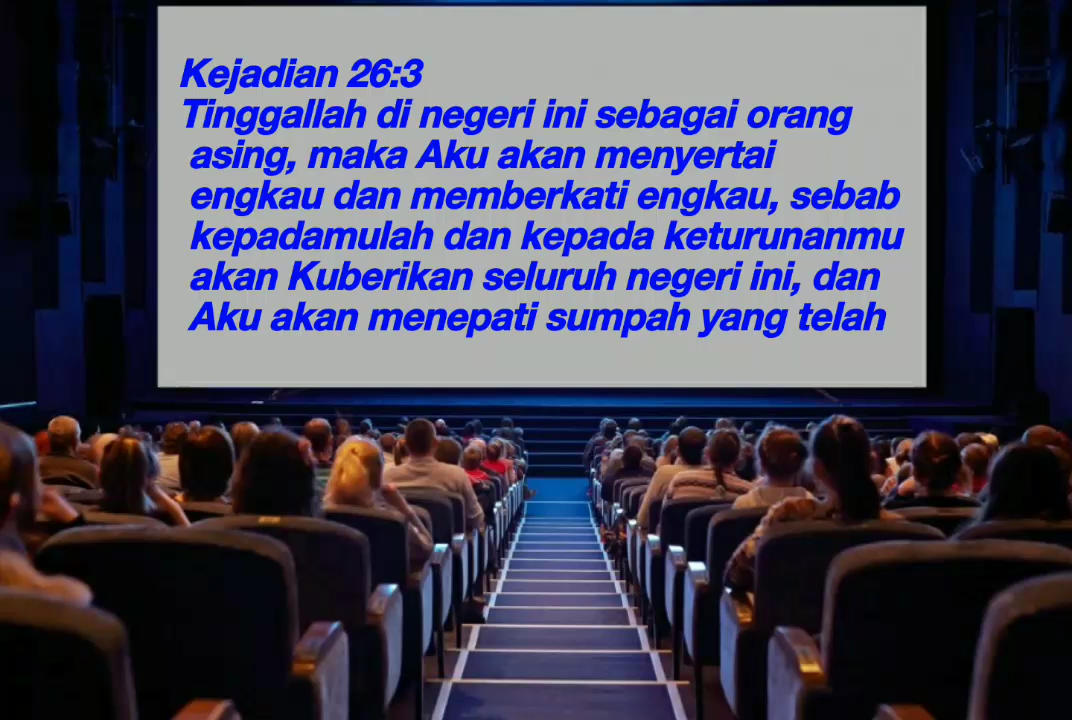 Kejadian 26:3
Tinggallah di negeri ini sebagai orang
asing, maka Aku akan menyertai
engkau dan memberkati engkau, sebab
kepadamulah dan kepada keturunanmu
akan Kuberikan seluruh negeri ini, dan
Aku akan menepati sumpah yang telah